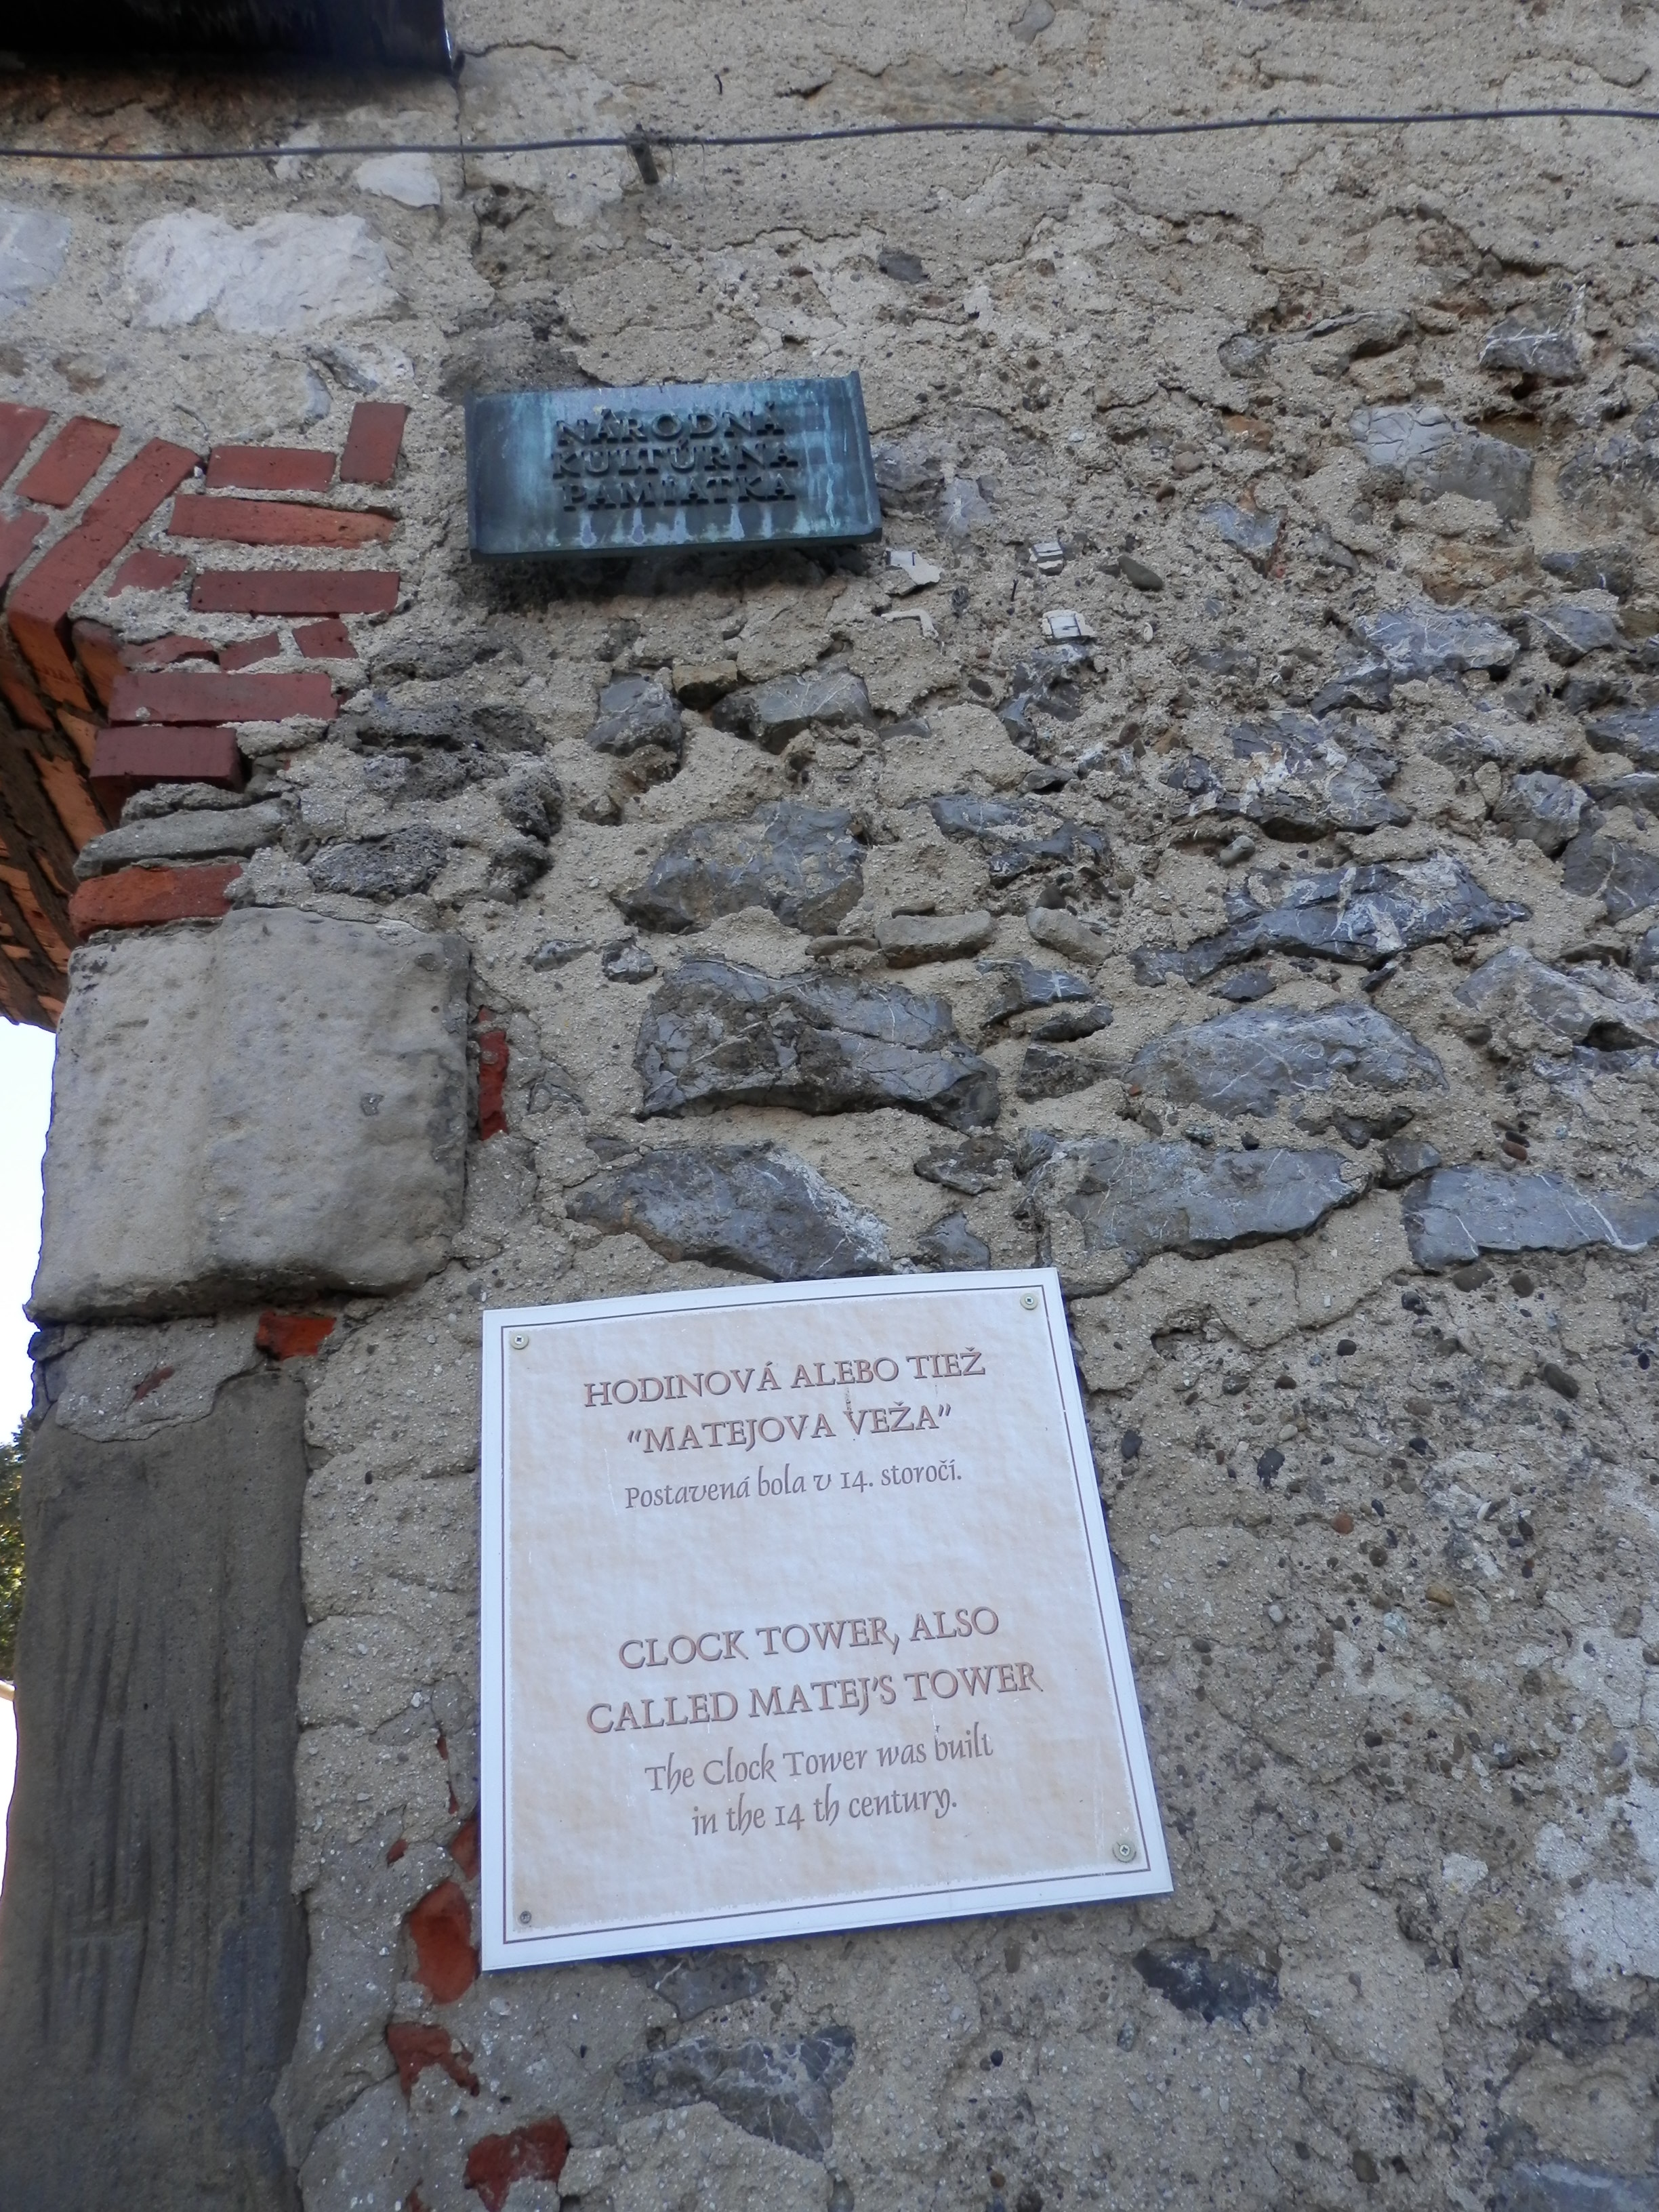 NÁRODNÁ
KULTÚRNA
PAMIATKA
HODINOVÁ ALEBO TIEŽ
"MATEJOVA VEŽA"
Postavená bola v 14. storočí.
CLOCK TOWER, ALSO
CALLED MATEJ'S TOWER
The Clock Tower was built
in the 14 th century.